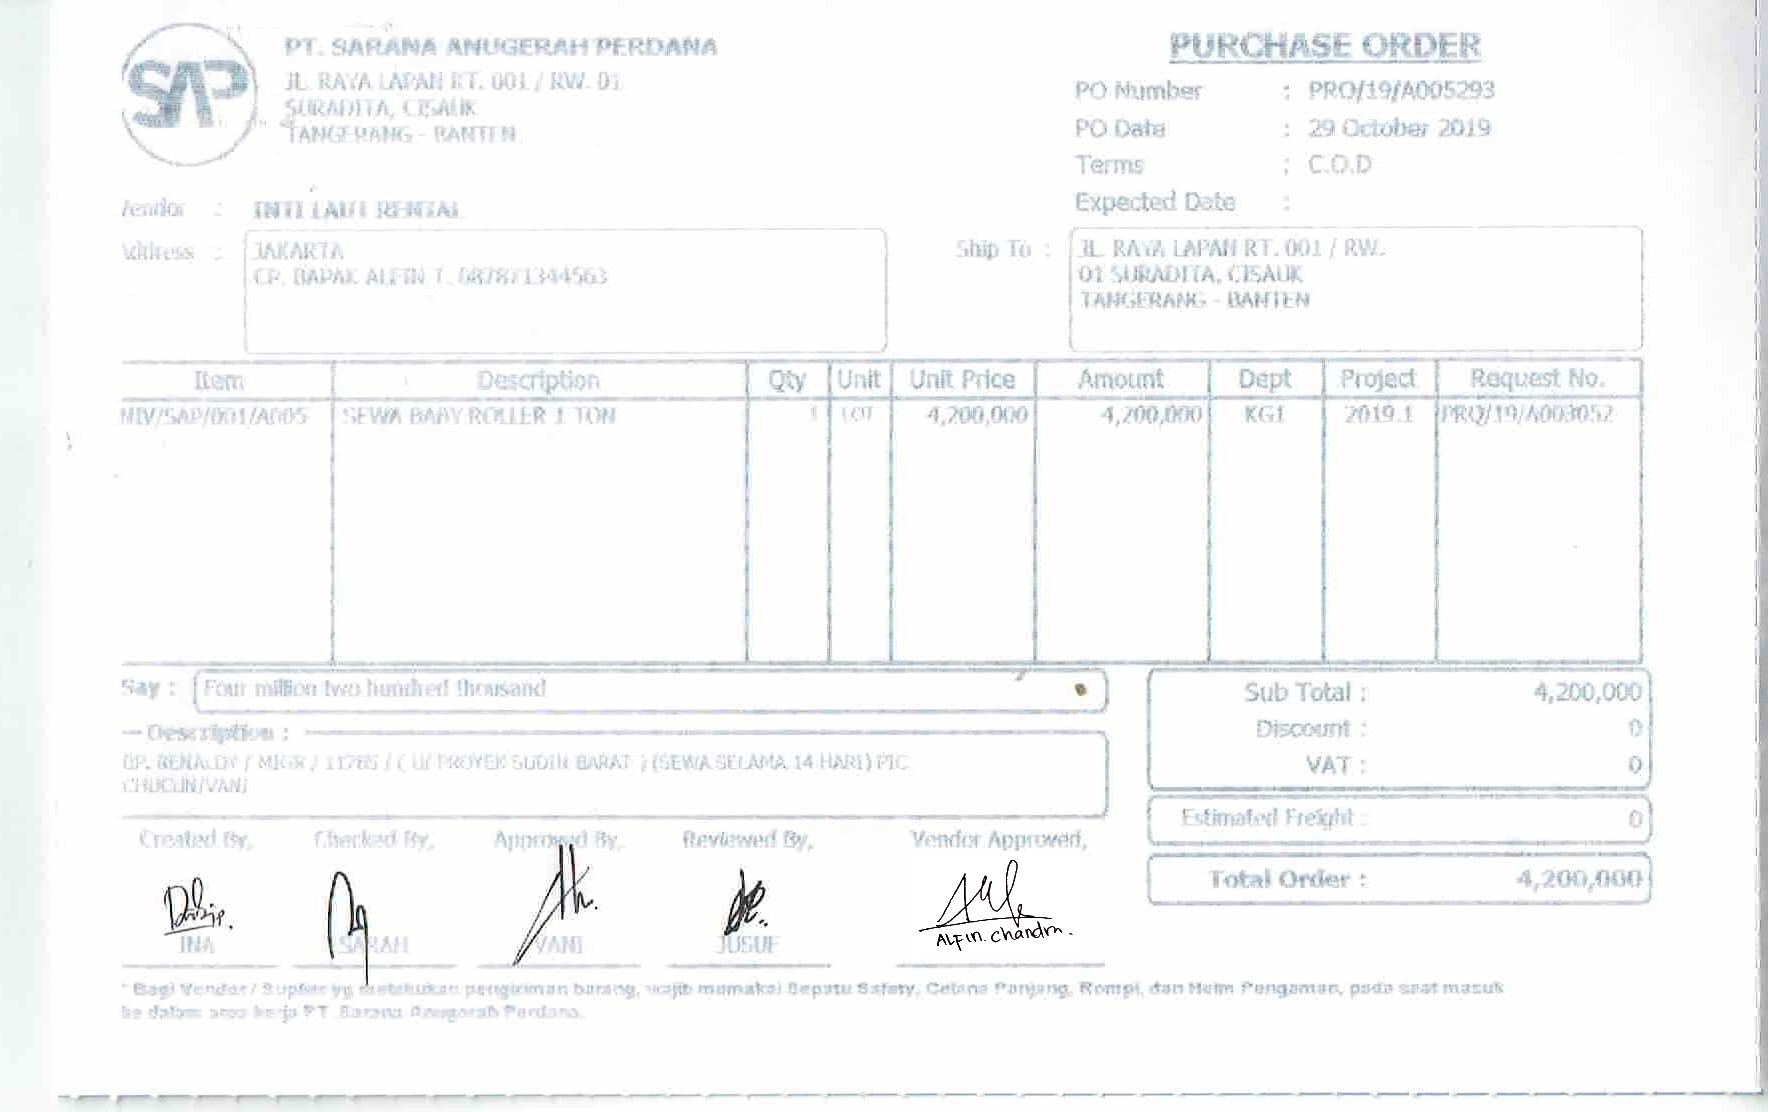 SAP
PT. SARANA ANUGERAH PERDANA
JL. RAYA LAPAN RT. 001 / RW. 01
SURADITA, CISAUK
TANGERANG - BANTEN
PURCHASE ORDER
PO Number : PRO/19/A005293
PO Date : 29 October 2019
Terms : C.O.D
Expected Date :
Vendor : INTI LAUT RENTAL
Address : JAKARTA
CP. BAPAK ALFIN T. 087871344563
Ship To : JL. RAYA LAPAN RT. 001 / RW.
01 SURADITA, CISAUK
TANGERANG - BANTEN
Item Description Qty Unit Unit Price Amount Dept Project Request No.
NIV/SAP/001/A005 SEWA BABY ROLLER 1 TON 1 LOT 4,200,000 4,200,000 KG1 2019.1 PRQ/19/A003052
Say : Four million two hundred thousand
Sub Total : 4,200,000
Discount : 0
VAT : 0
Description :
BP. RENALDY / MIGR / 11785 / ( U/ PROYEK SUDIN BARAT ) (SEWA SELAMA 14 HARI) PIC
CHUCUN/VANI
Estimated Freight : 0
Total Order : 4,200,000
Created By, Checked By, Approved By, Reviewed By, Vendor Approved,
INA SARAH VANI JUSUF ALFIN. Chandra.
* Bagi Vendor / Suplier yg melakukan pengiriman barang, wajib memakai Sepatu Safety, Celana Panjang, Rompi, dan Helm Pengaman, pada saat masuk
ke dalam area kerja PT. Sarana Anugerah Perdana.